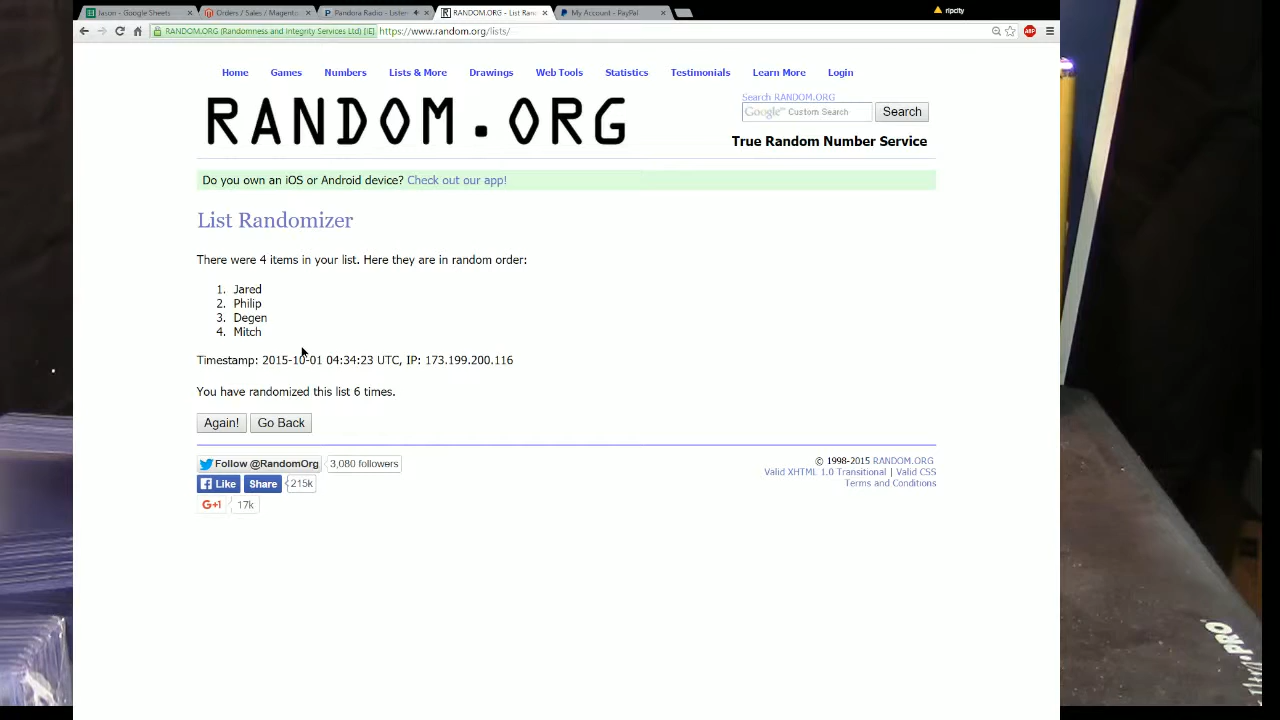 Jason - Google Sheets
Orders / Sales / Magento
Pandora Radio - Listen
RANDOM.ORG - List Ran
My Account - PayPal
ripcity
RANDOM.ORG (Randomness and Integrity Services Ltd) [IE]
https://www.random.org/lists/
ABP
Home Games Numbers Lists & More Drawings Web Tools Statistics Testimonials Learn More Login
RANDOM.ORG
Search RANDOM.ORG
Google™ Custom Search
Search
True Random Number Service
Do you own an iOS or Android device? Check out our app!
List Randomizer
There were 4 items in your list. Here they are in random order:
1. Jared
2. Philip
3. Degen
4. Mitch
Timestamp: 2015-10-01 04:34:23 UTC, IP: 173.199.200.116
You have randomized this list 6 times.
Again! Go Back
Follow @RandomOrg 3,080 followers
Like Share 215k
G+1 17k
© 1998-2015 RANDOM.ORG
Valid XHTML 1.0 Transitional | Valid CSS
Terms and Conditions
PRO